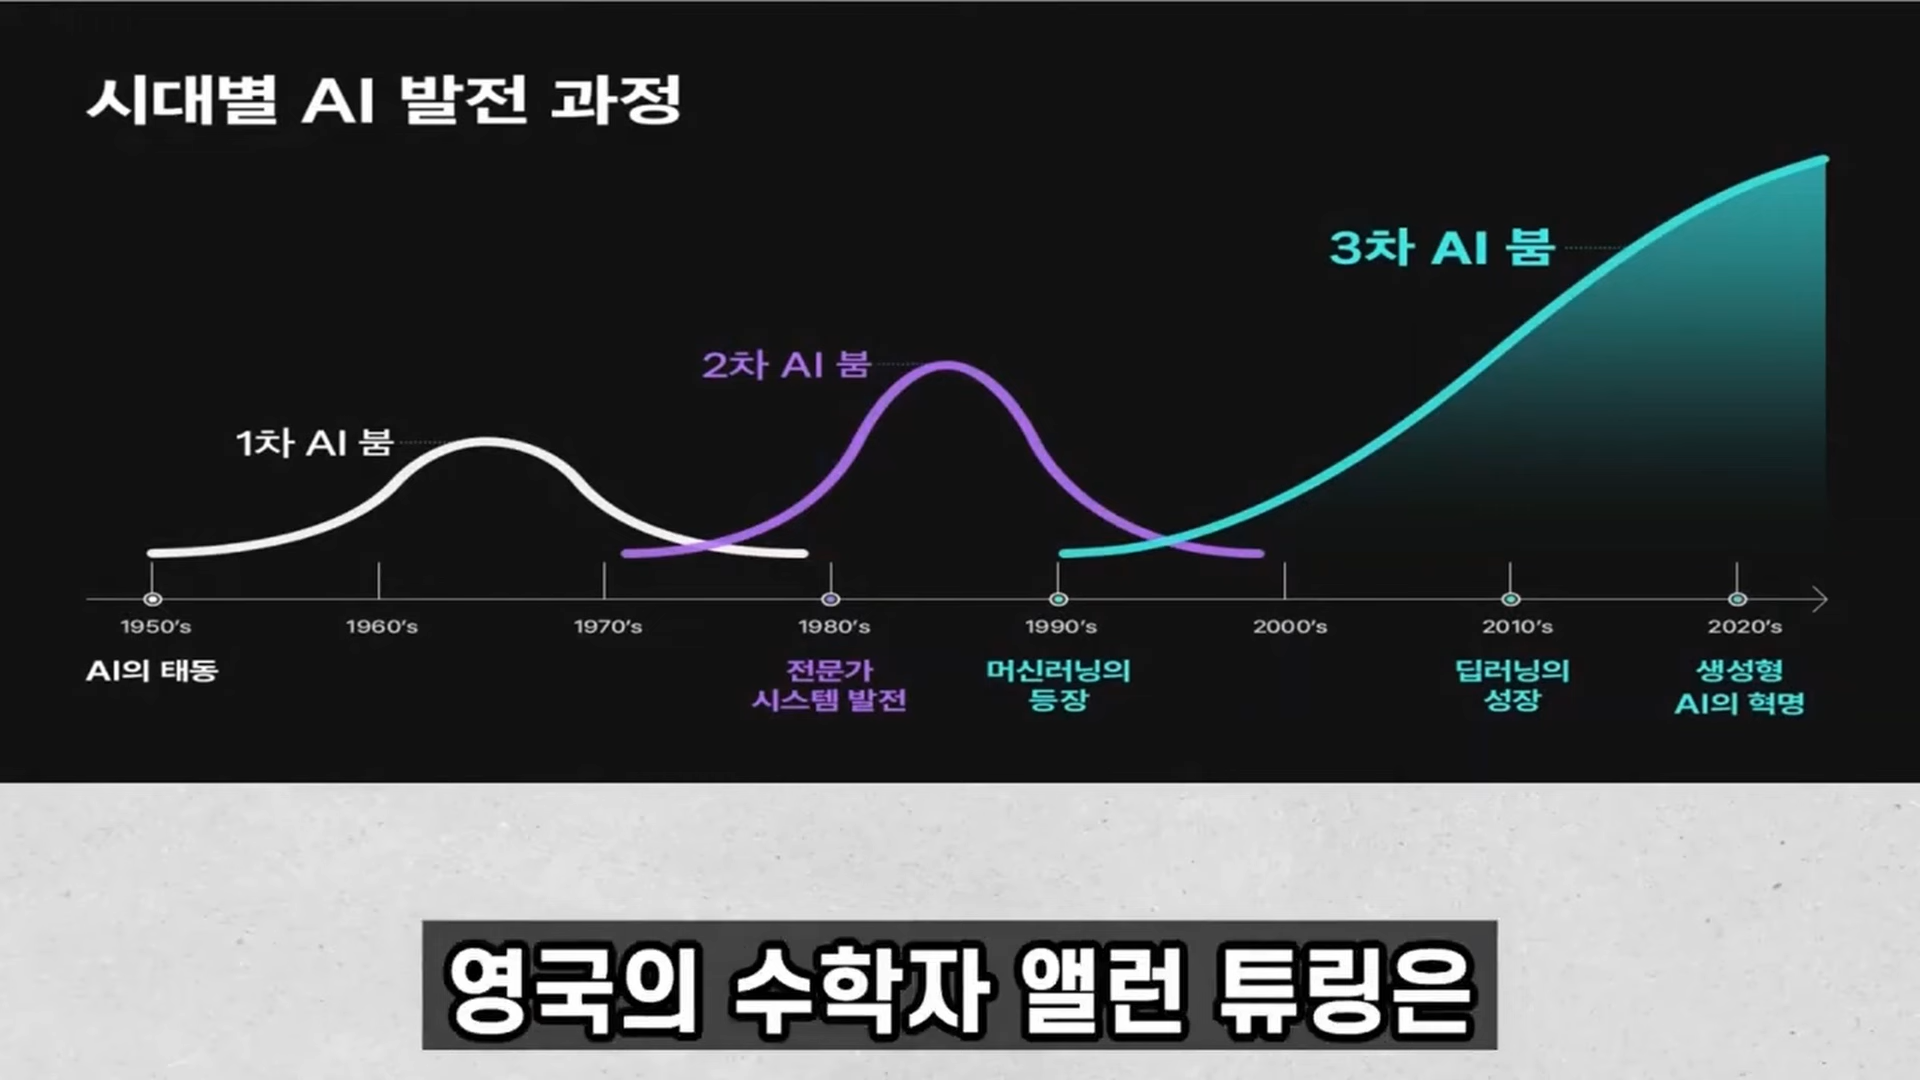 시대별 AI 발전 과정
3차 AI 붐
2차 AI 붐
1차 AI 붐
1950's
1960's
1970's
1980's
1990's
2000's
2010's
2020's
AI의 태동
전문가
시스템 발전
머신러닝의
등장
딥러닝의
성장
생성형
AI의 혁명
영국의 수학자 앨런 튜링은